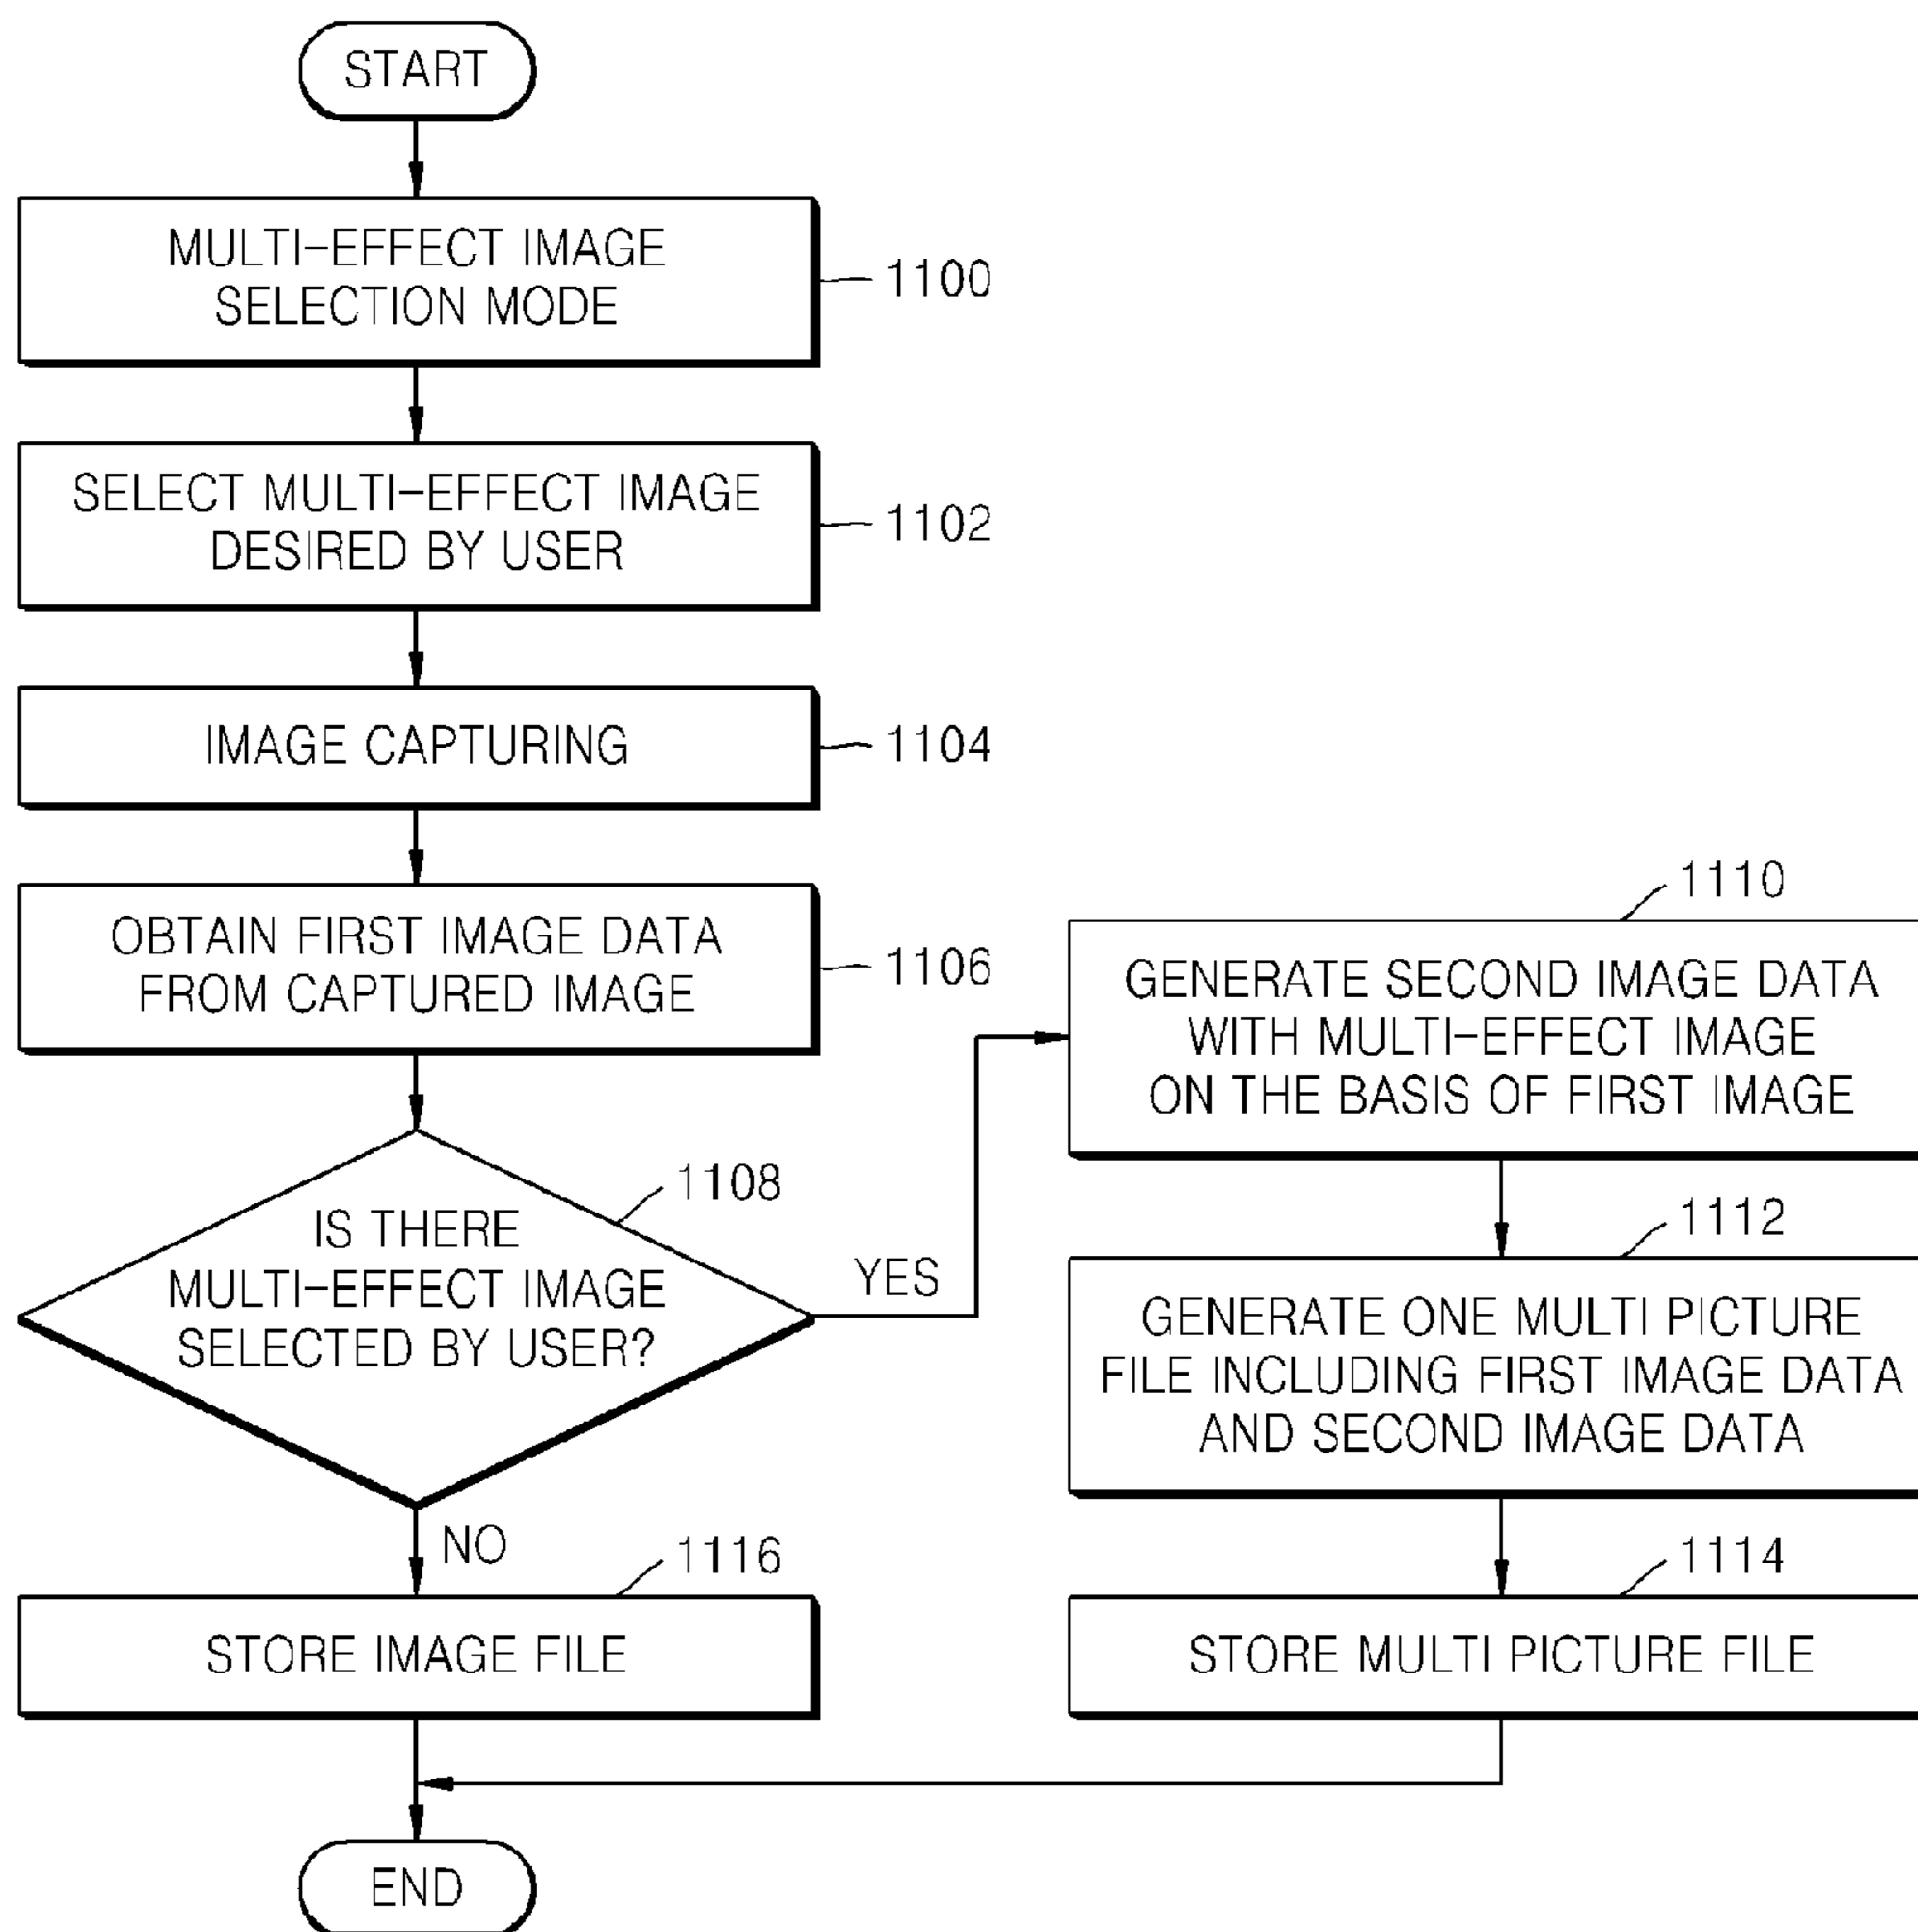 START
MULTI-EFFECT IMAGE
SELECTION MODE
1100
SELECT MULTI-EFFECT IMAGE
DESIRED BY USER
1102
IMAGE CAPTURING
1104
OBTAIN FIRST IMAGE DATA
FROM CAPTURED IMAGE
1106
IS THERE
MULTI-EFFECT IMAGE
SELECTED BY USER?
1108
YES
NO
1110
GENERATE SECOND IMAGE DATA
WITH MULTI-EFFECT IMAGE
ON THE BASIS OF FIRST IMAGE
1112
GENERATE ONE MULTI PICTURE
FILE INCLUDING FIRST IMAGE DATA
AND SECOND IMAGE DATA
1114
STORE MULTI PICTURE FILE
1116
STORE IMAGE FILE
END